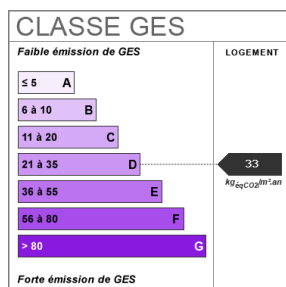 CLASSE GES
Faible émission de GES
LOGEMENT
≤ 5 A
6 à 10 B
11 à 20 C
21 à 35 D
33
kgéqCO2/m².an
36 à 55 E
56 à 80 F
> 80 G
Forte émission de GES